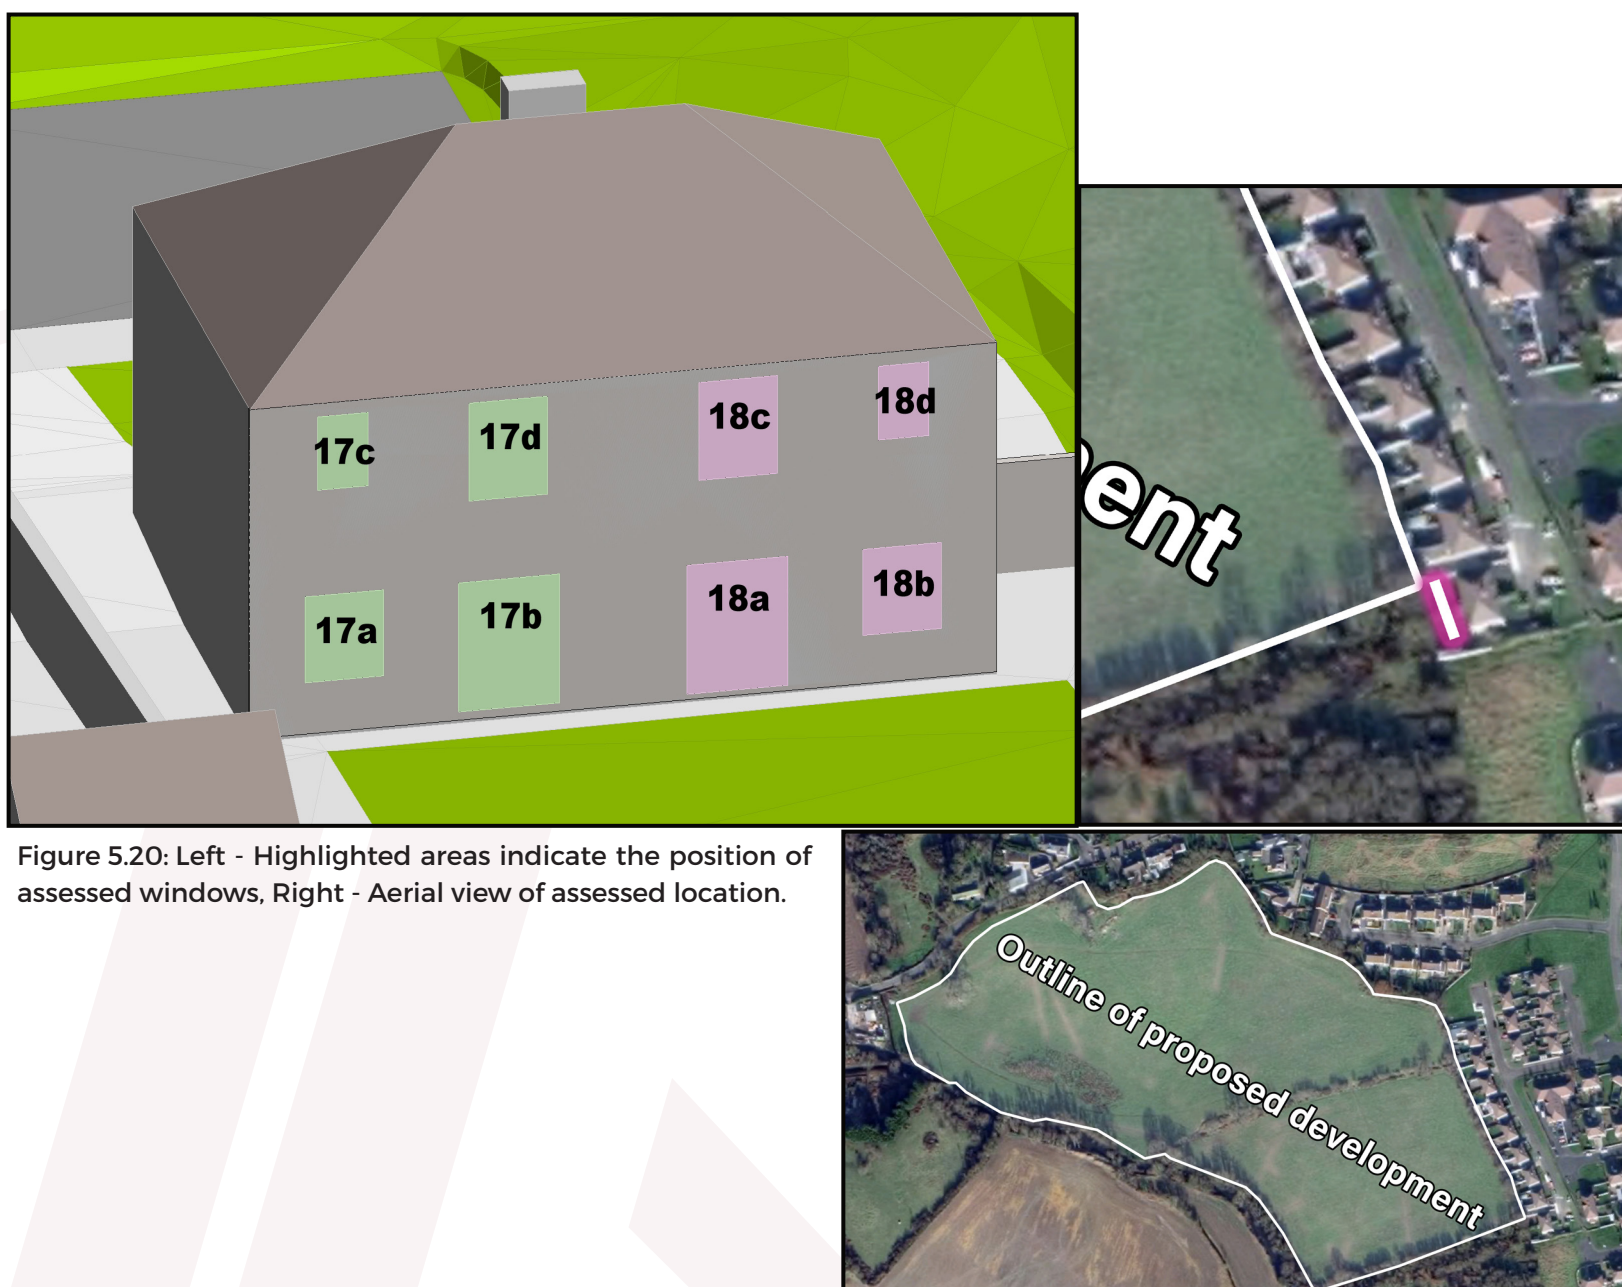 17c
17d
18c
18d
17a
17b
18a
18b
ent
Figure 5.20: Left - Highlighted areas indicate the position of
assessed windows, Right - Aerial view of assessed location.
Outline of proposed development